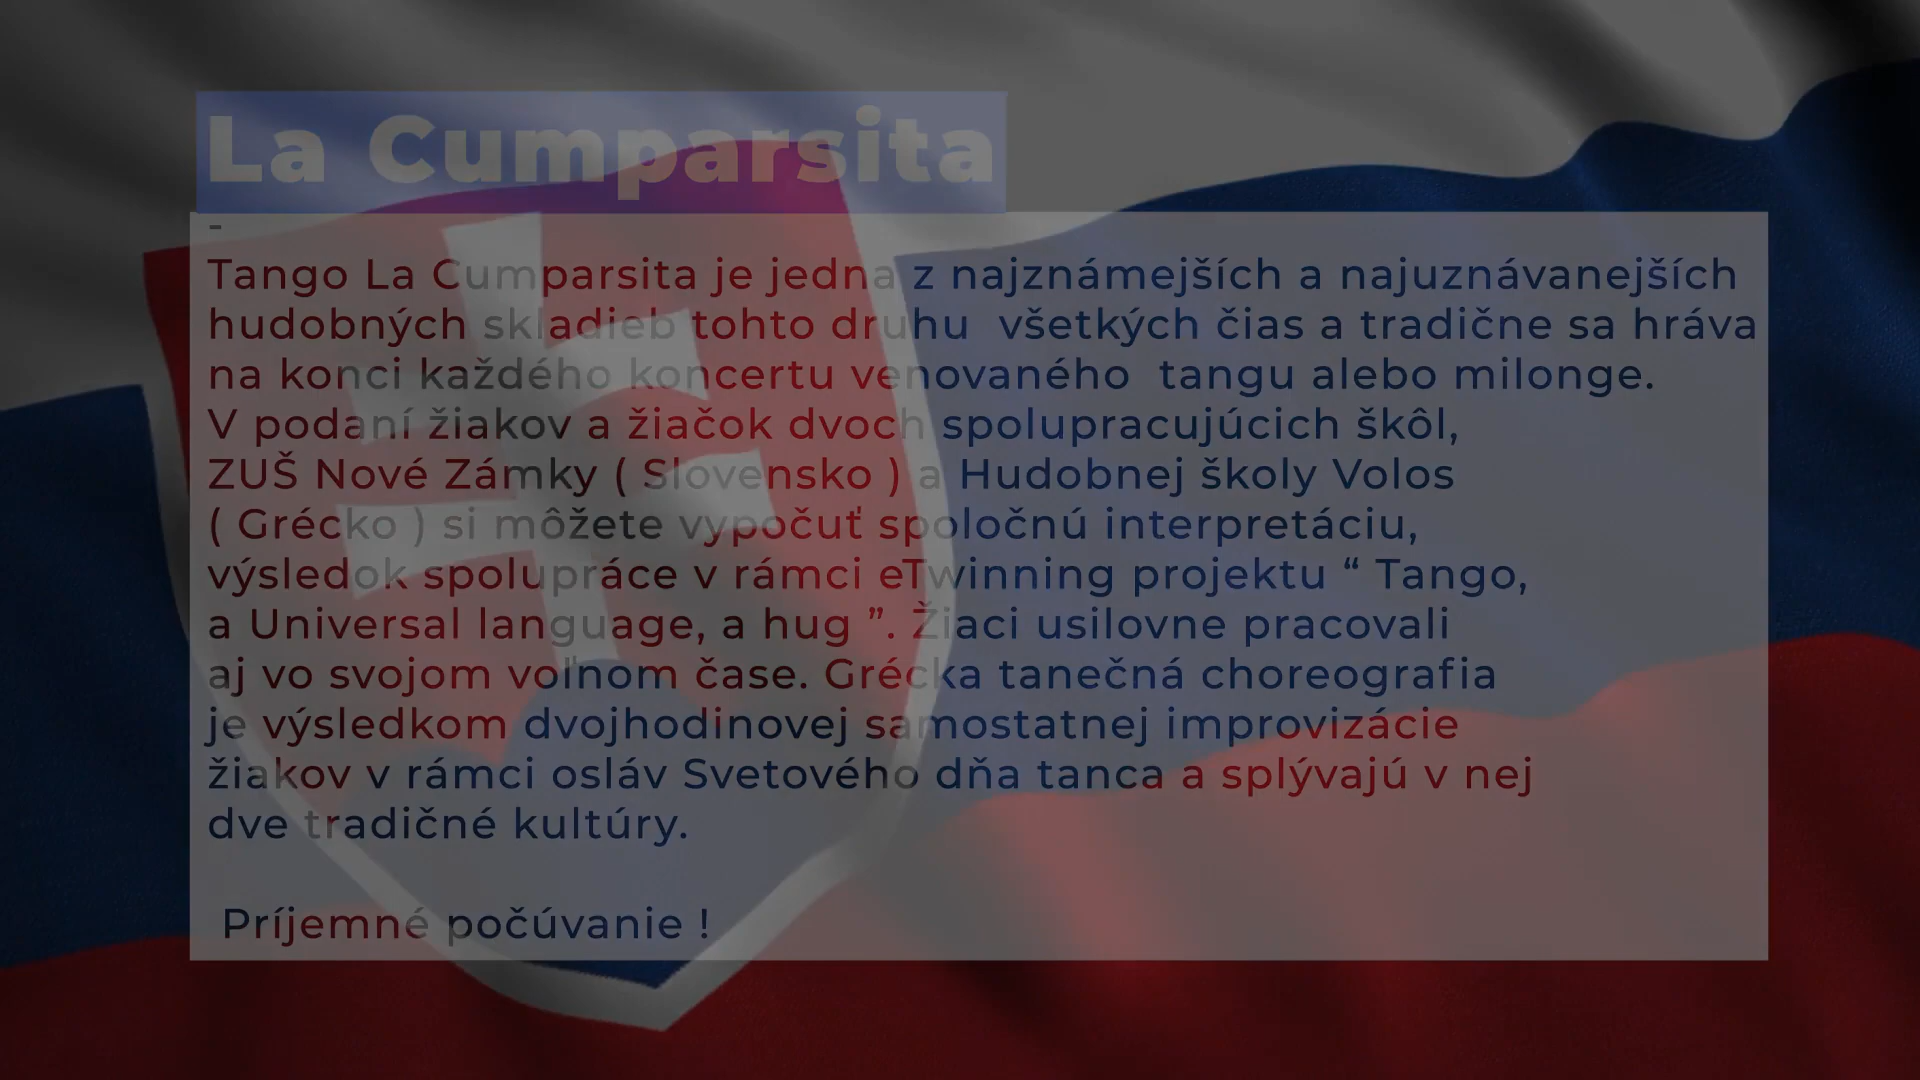 La Cumparsita
-
Tango La Cumparsita je jedna z najznámejších a najuznávanejších
hudobných skladieb tohto druhu  všetkých čias a tradične sa hráva
na konci každého koncertu venovaného  tangu alebo milonge.
V podaní žiakov a žiačok dvoch spolupracujúcich škôl,
ZUŠ Nové Zámky ( Slovensko ) a Hudobnej školy Volos
( Grécko ) si môžete vypočuť spoločnú interpretáciu,
výsledok spolupráce v rámci eTwinning projektu “ Tango,
a Universal language, a hug ”. Žiaci usilovne pracovali
aj vo svojom voľnom čase. Grécka tanečná choreografia
je výsledkom dvojhodinovej samostatnej improvizácie
žiakov v rámci osláv Svetového dňa tanca a splývajú v nej
dve tradičné kultúry.
Príjemné počúvanie !